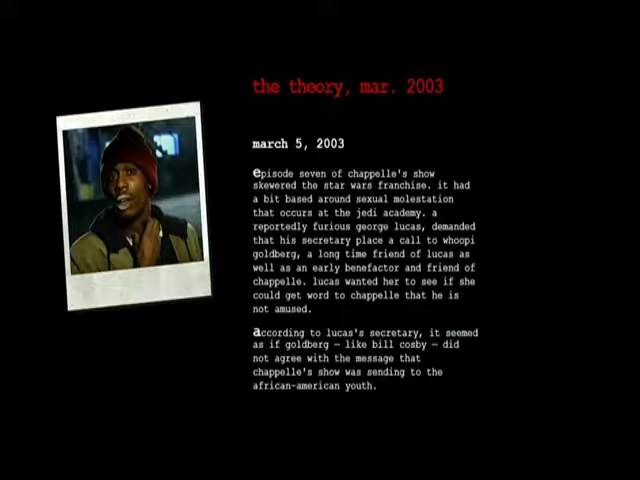 the theory, mar. 2003
march 5, 2003
episode seven of chappelle's show
skewered the star wars franchise. it had
a bit based around sexual molestation
that occurs at the jedi academy. a
reportedly furious george lucas, demanded
that his secretary place a call to whoopi
goldberg, a long time friend of lucas as
well as an early benefactor and friend of
chappelle. lucas wanted her to see if she
could get word to chappelle that he is
not amused.
according to lucas's secretary, it seemed
as if goldberg — like bill cosby — did
not agree with the message that
chappelle's show was sending to the
african-american youth.